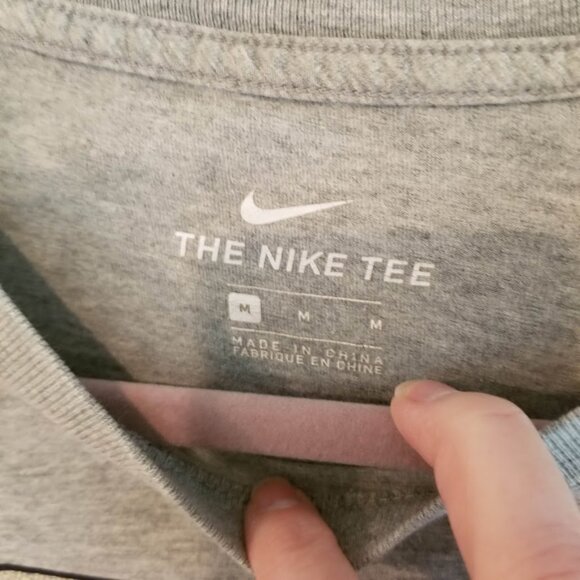 THE NIKE TEE
M M M
MADE IN CHINA
FABRIQUE EN CHINE